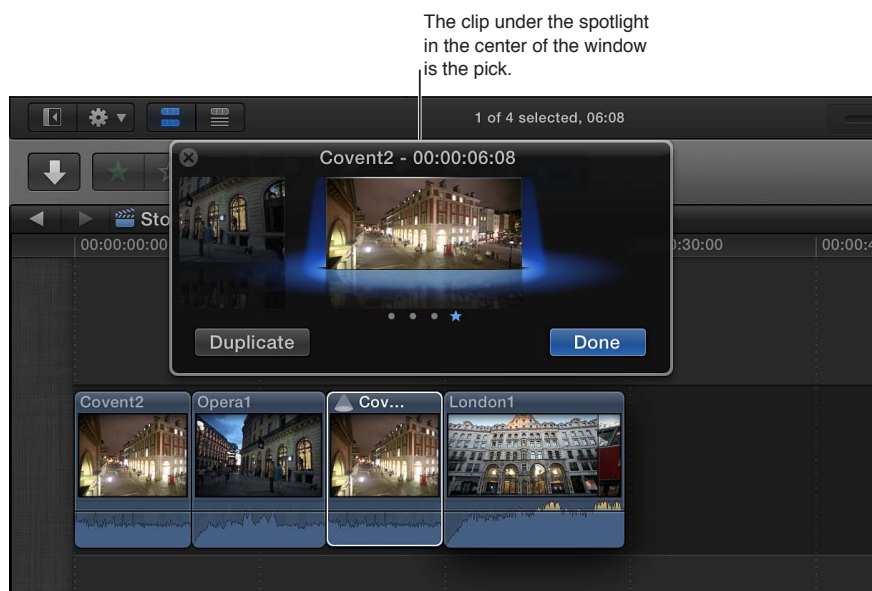 The clip under the spotlight
in the center of the window
is the pick.
1 of 4 selected, 06:08
Covent2 - 00:00:06:08
Sto
00:00:00:00
0:30:00
00:00:4
Duplicate
Done
Covent2
Opera1
Cov...
London1